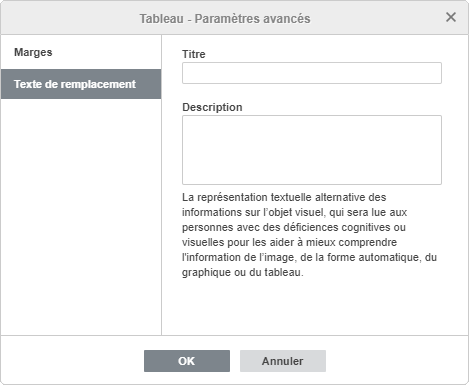 Tableau - Paramètres avancés
Marges
Texte de remplacement
Titre
Description
La représentation textuelle alternative des
informations sur l'objet visuel, qui sera lue aux
personnes avec des déficiences cognitives ou
visuelles pour les aider à mieux comprendre
l'information de l'image, de la forme automatique, du
graphique ou du tableau.
OK
Annuler